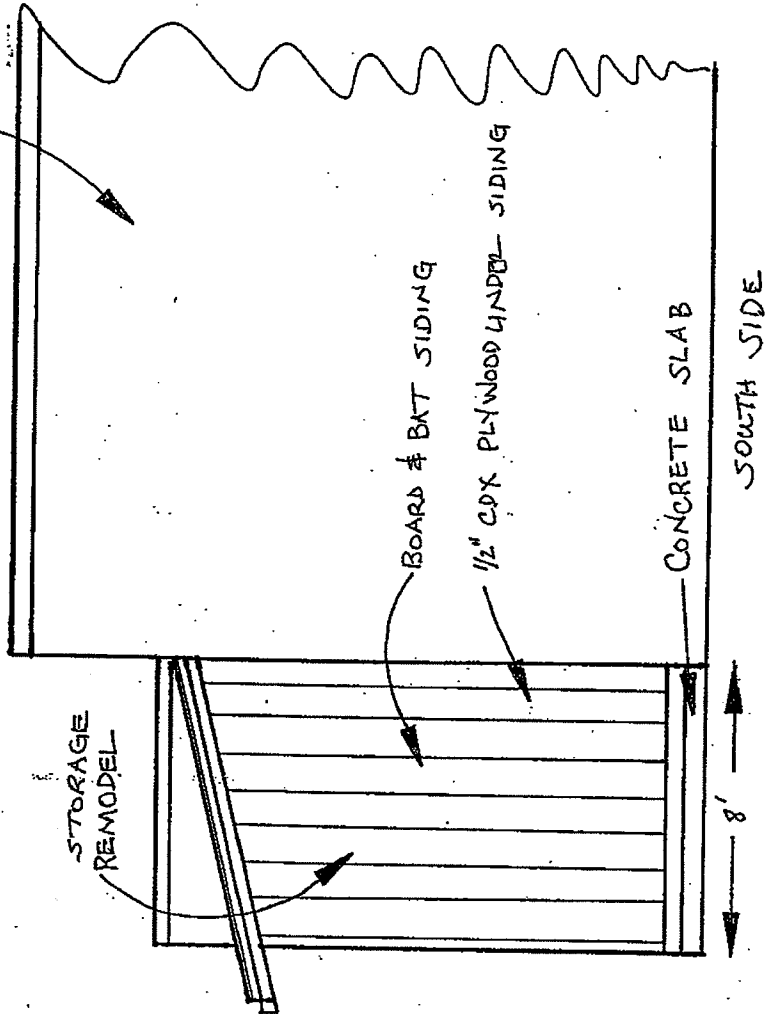 STORAGE
REMODEL
BOARD & BAT SIDING
1/2" CDX PLYWOOD UNDER SIDING
CONCRETE SLAB
8'
SOUTH SIDE